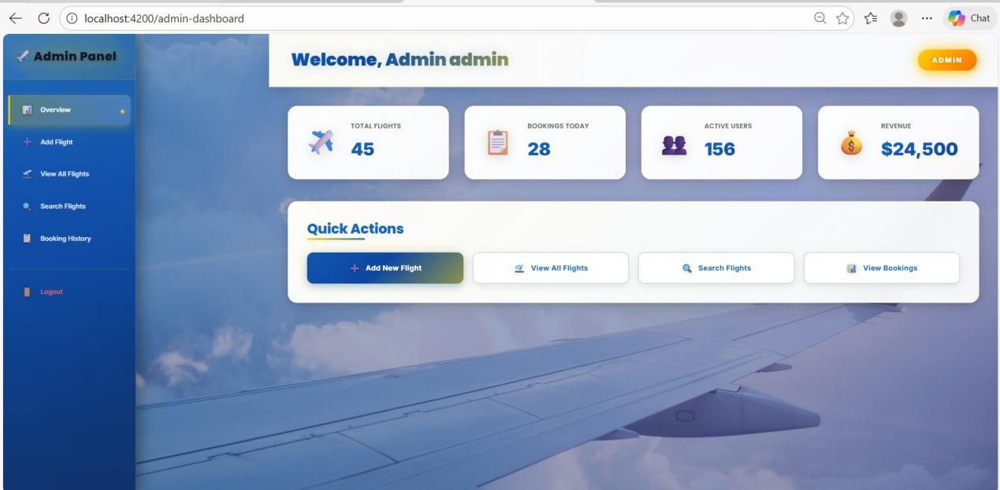 localhost:4200/admin-dashboard
Chat
Admin Panel
Overview
Add Flight
View All Flights
Search Flights
Booking History
Logout
Welcome, Admin admin
ADMIN
TOTAL FLIGHTS
45
BOOKINGS TODAY
28
ACTIVE USERS
156
REVENUE
$24,500
Quick Actions
Add New Flight
View All Flights
Search Flights
View Bookings